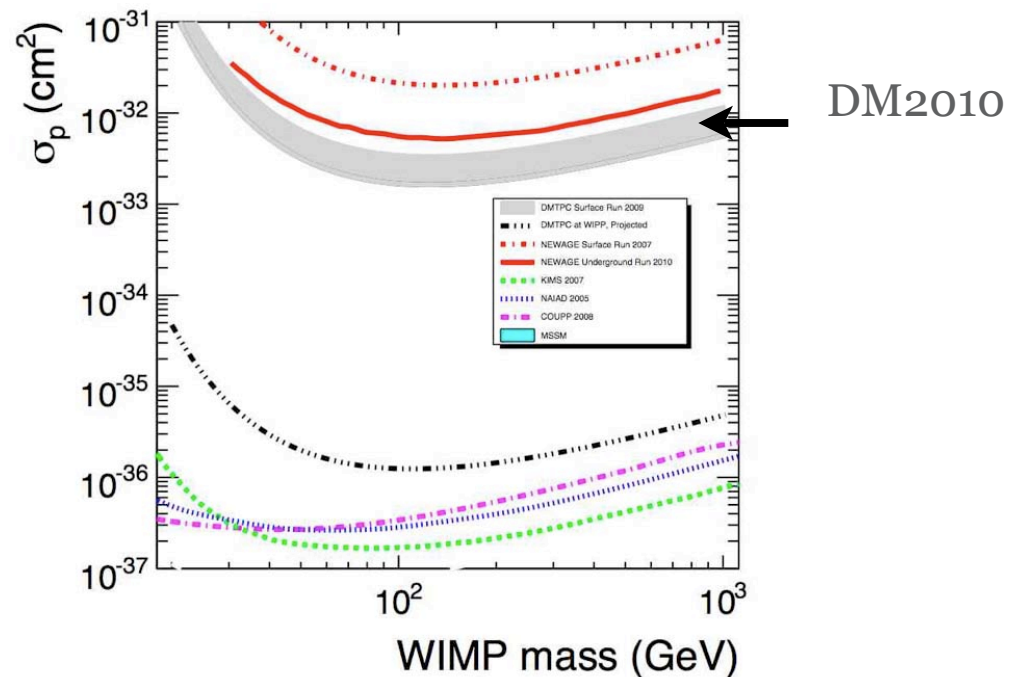 σp (cm²)
10⁻³¹
10⁻³²
10⁻³³
10⁻³⁴
10⁻³⁵
10⁻³⁶
10⁻³⁷
DM2010
DMTPC Surface Run 2009
DMTPC at WIPP, Projected
NEWAGE Surface Run 2007
NEWAGE Underground Run 2010
KIMS 2007
NAIAD 2005
COUPP 2008
MSSM
10² 10³
WIMP mass (GeV)